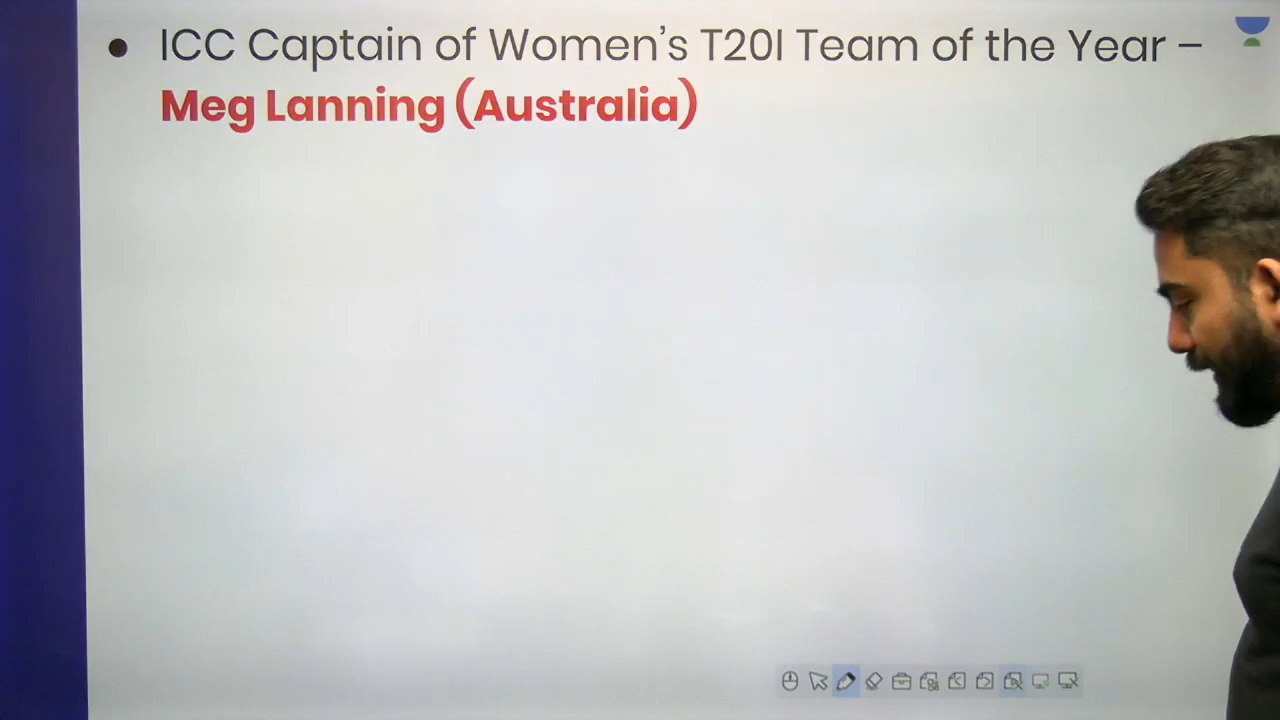 ICC Captain of Women's T20I Team of the Year –
Meg Lanning (Australia)